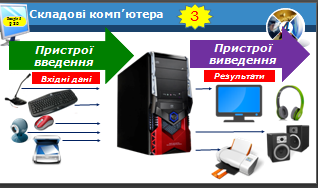 Складові комп’ютера
3
Пристрої
введення
Вхідні дані
Пристрої
виведення
Результати